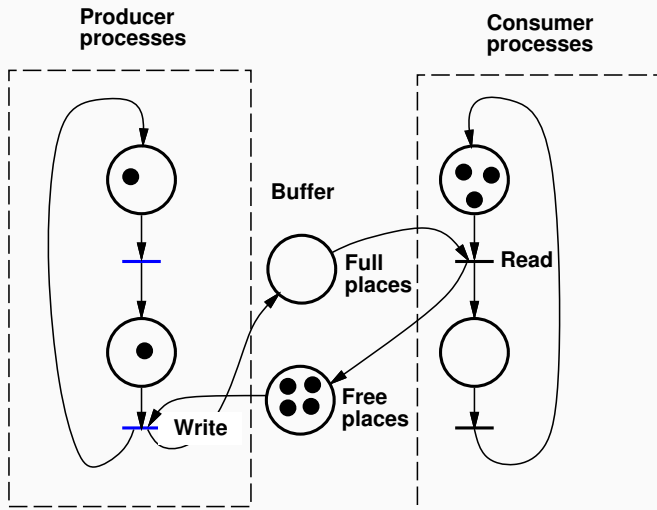 Producer
processes
Consumer
processes
Buffer
Full
places
Read
Free
places
Write